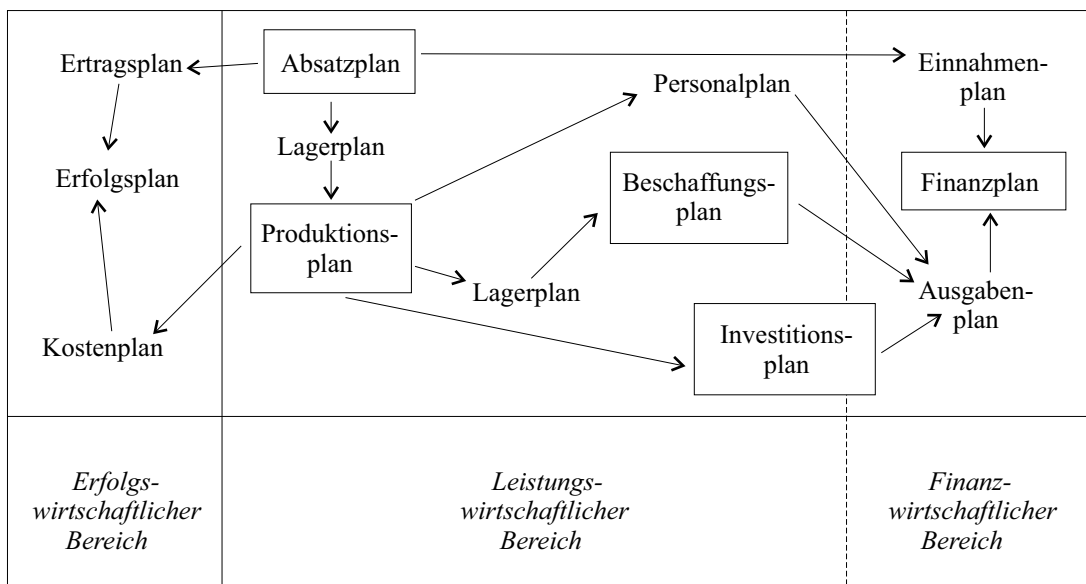 Ertragsplan
Absatzplan
Einnahmen-
plan
Personalplan
Lagerplan
Erfolgsplan
Beschaffungs-
plan
Finanzplan
Produktions-
plan
Lagerplan
Ausgaben-
plan
Kostenplan
Investitions-
plan
Erfolgs-
wirtschaftlicher
Bereich
Leistungs-
wirtschaftlicher
Bereich
Finanz-
wirtschaftlicher
Bereich